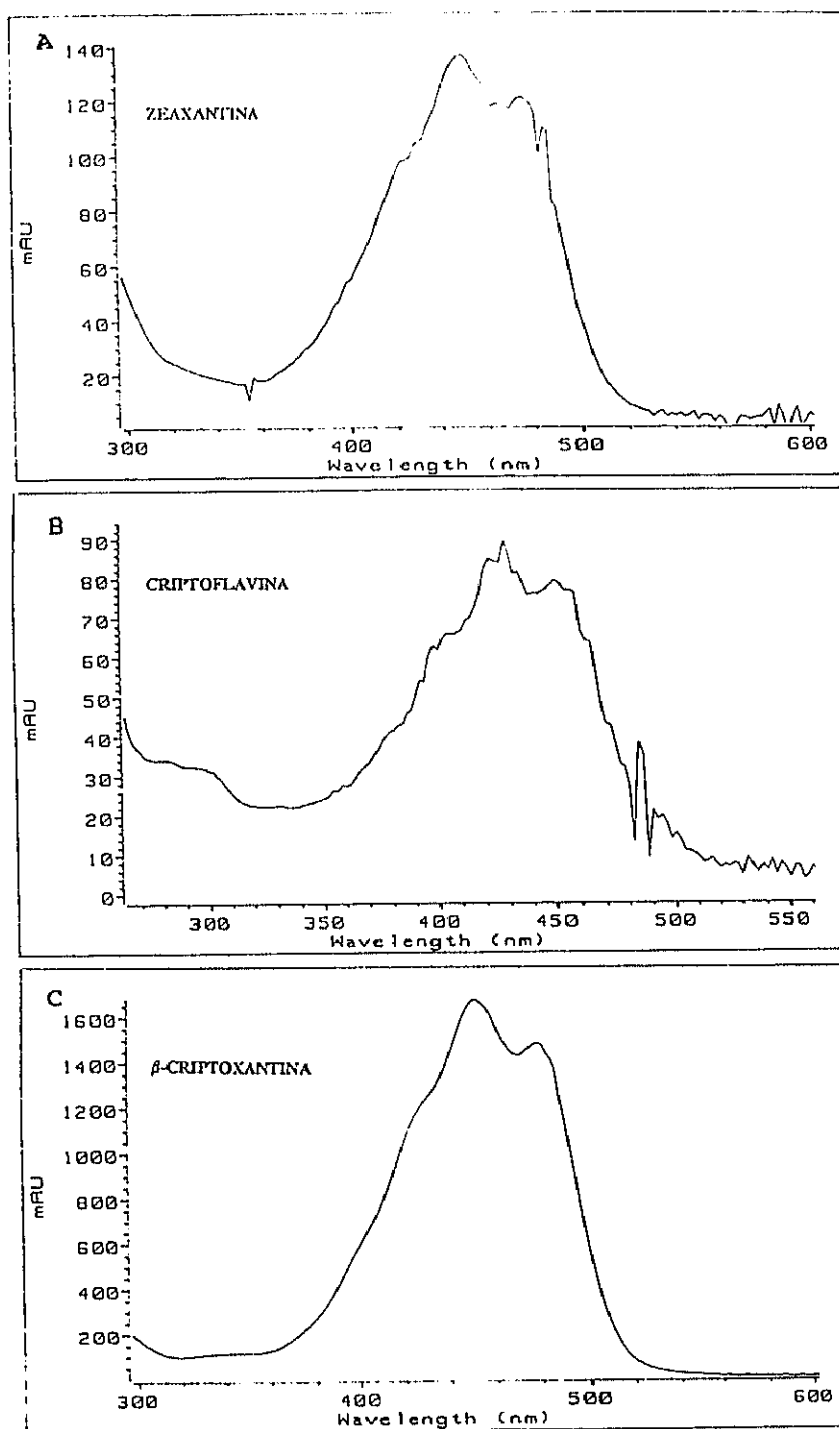 A
140
120
100
80
60
40
20
mAU
ZEAXANTINA
300 400 500 600
Wavelength (nm)
B
90
80
70
60
50
40
30
20
10
0
mAU
CRIPTOFLAVINA
300 350 400 450 500 550
Wavelength (nm)
C
1600
1400
1200
1000
800
600
400
200
mAU
β-CRIPTOXANTINA
300 400 500 600
Wavelength (nm)